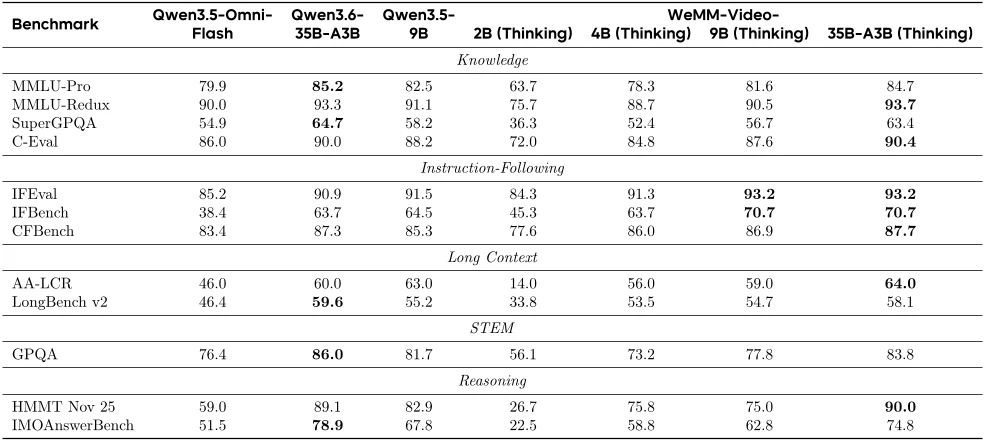 Benchmark Qwen3.5-Omni-Flash Qwen3.6-35B-A3B Qwen3.5-9B WeMM-Video- 2B (Thinking) 4B (Thinking) 9B (Thinking) 35B-A3B (Thinking)
Knowledge
MMLU-Pro 79.9 85.2 82.5 63.7 78.3 81.6 84.7
MMLU-Redux 90.0 93.3 91.1 75.7 88.7 90.5 93.7
SuperGPQA 54.9 64.7 58.2 36.3 52.4 56.7 63.4
C-Eval 86.0 90.0 88.2 72.0 84.8 87.6 90.4
Instruction-Following
IFEval 85.2 90.9 91.5 84.3 91.3 93.2 93.2
IFBench 38.4 63.7 64.5 45.3 63.7 70.7 70.7
CFBench 83.4 87.3 85.3 77.6 86.0 86.9 87.7
Long Context
AA-LCR 46.0 60.0 63.0 14.0 56.0 59.0 64.0
LongBench v2 46.4 59.6 55.2 33.8 53.5 54.7 58.1
STEM
GPQA 76.4 86.0 81.7 56.1 73.2 77.8 83.8
Reasoning
HMMT Nov 25 59.0 89.1 82.9 26.7 75.8 75.0 90.0
IMOAnswerBench 51.5 78.9 67.8 22.5 58.8 62.8 74.8